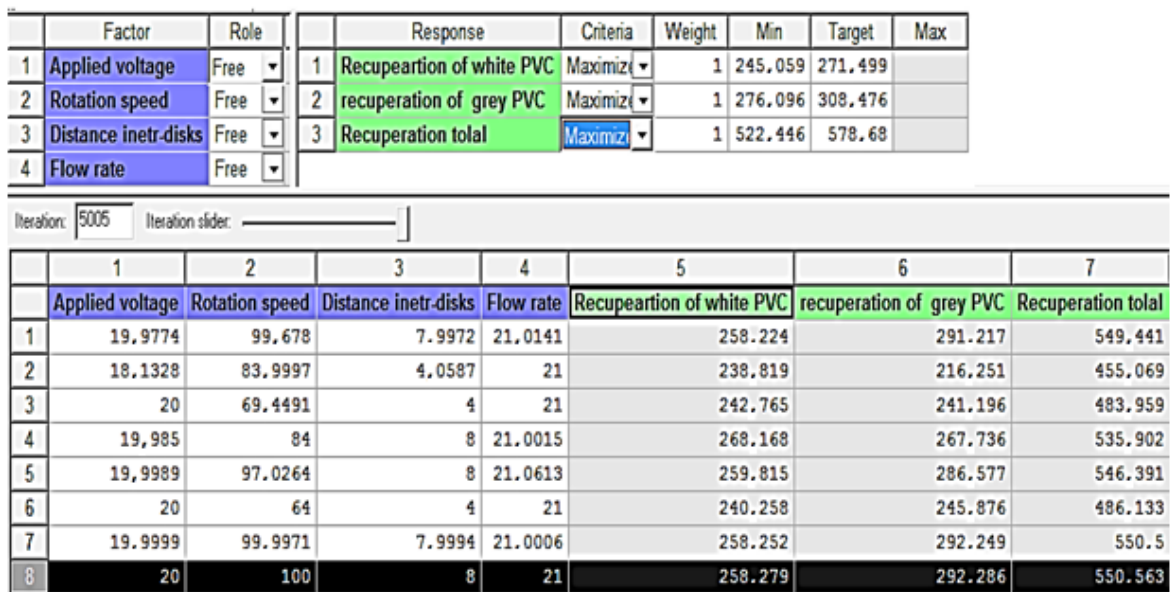 Factor Role Response Criteria Weight Min Target Max
1 Applied voltage Free 1 Recupeartion of white PVC Maximize 1 245,059 271,499
2 Rotation speed Free 2 recuperation of grey PVC Maximize 1 276,096 308,476
3 Distance inetr-disks Free 3 Recuperation tolal Maximize 1 522,446 578,68
4 Flow rate Free
Iteration: 5005 Iteration slider:
1 2 3 4 5 6 7
Applied voltage Rotation speed Distance inetr-disks Flow rate Recupeartion of white PVC recuperation of grey PVC Recuperation tolal
1 19,9774 99,678 7,9972 21,0141 258,224 291,217 549,441
2 18,1328 83,9997 4,0587 21 238,819 216,251 455,069
3 20 69,4491 4 21 242,765 241,196 483,959
4 19,985 84 8 21,0015 268,168 267,736 535,902
5 19,9989 97,0264 8 21,0613 259,815 286,577 546,391
6 20 64 4 21 240,258 245,876 486,133
7 19,9999 99,9971 7,9994 21,0006 258,252 292,249 550,5
8 20 100 8 21 258,279 292,286 550,563